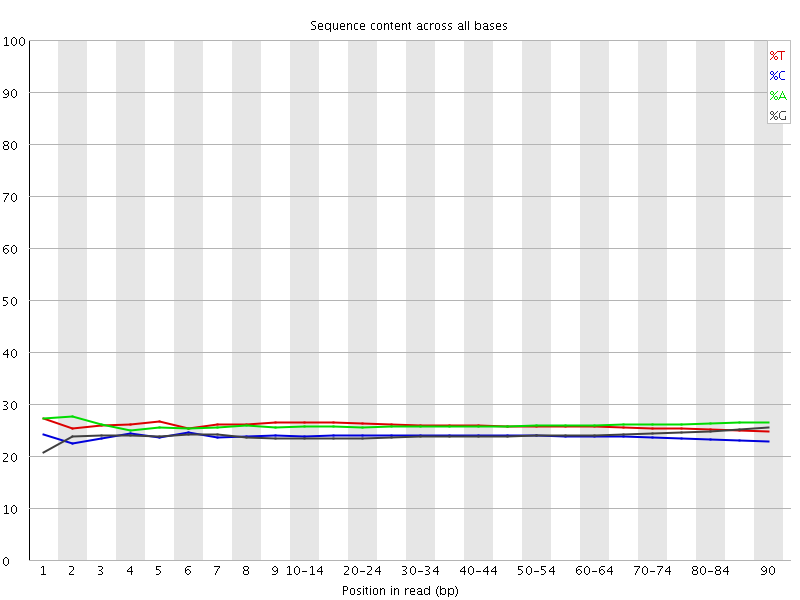 Sequence content across all bases
100
90
80
70
60
50
40
30
20
10
0
%T
%C
%A
%G
1 2 3 4 5 6 7 8 9 10-14 20-24 30-34 40-44 50-54 60-64 70-74 80-84 90
Position in read (bp)